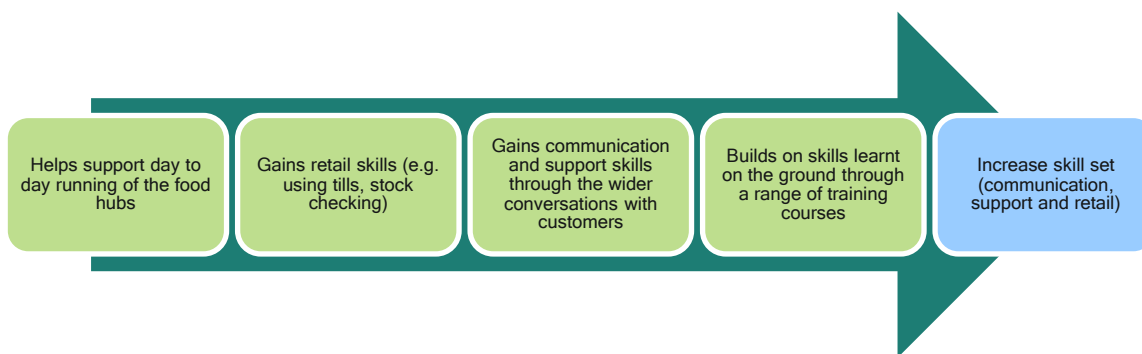 Helps support day to
day running of the food
hubs
Gains retail skills (e.g.
using tills, stock
checking)
Gains communication
and support skills
through the wider
conversations with
customers
Builds on skills learnt
on the ground through
a range of training
courses
Increase skill set
(communication,
support and retail)